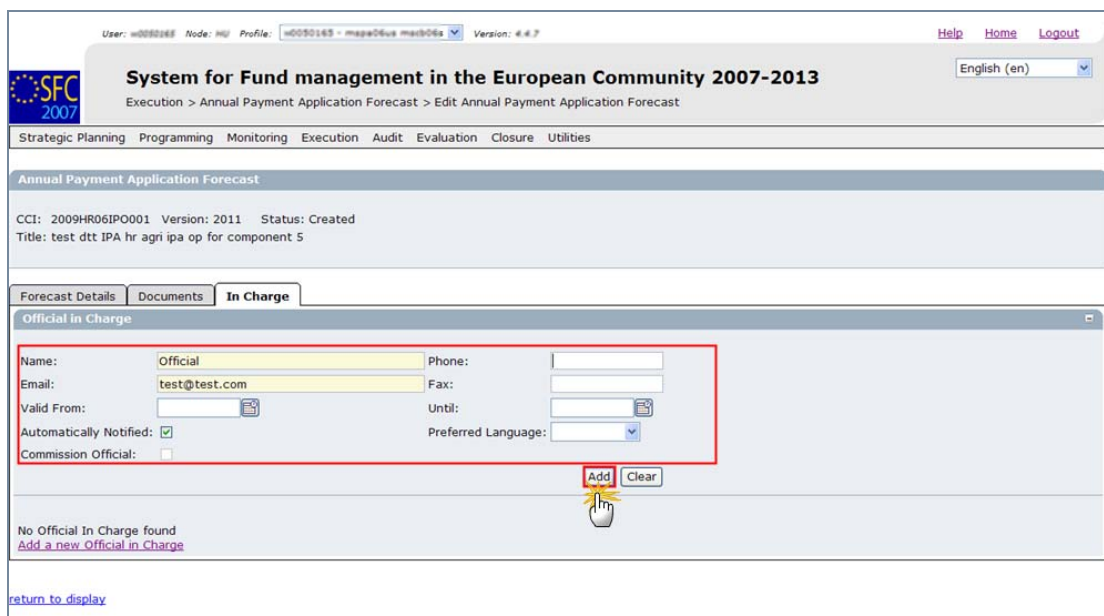 User: Node: HU Profile: Version: 4.4.7
Help Home Logout
English (en)
SFC
2007
System for Fund management in the European Community 2007-2013
Execution > Annual Payment Application Forecast > Edit Annual Payment Application Forecast
Strategic Planning Programming Monitoring Execution Audit Evaluation Closure Utilities
Annual Payment Application Forecast
CCI: 2009HR06IPO001 Version: 2011 Status: Created
Title: test dtt IPA hr agri ipa op for component 5
Forecast Details Documents In Charge
Official in Charge
Name: Official Phone:
Email: test@test.com Fax:
Valid From: Until:
Automatically Notified: Preferred Language:
Commission Official:
Add Clear
No Official In Charge found
Add a new Official in Charge
return to display